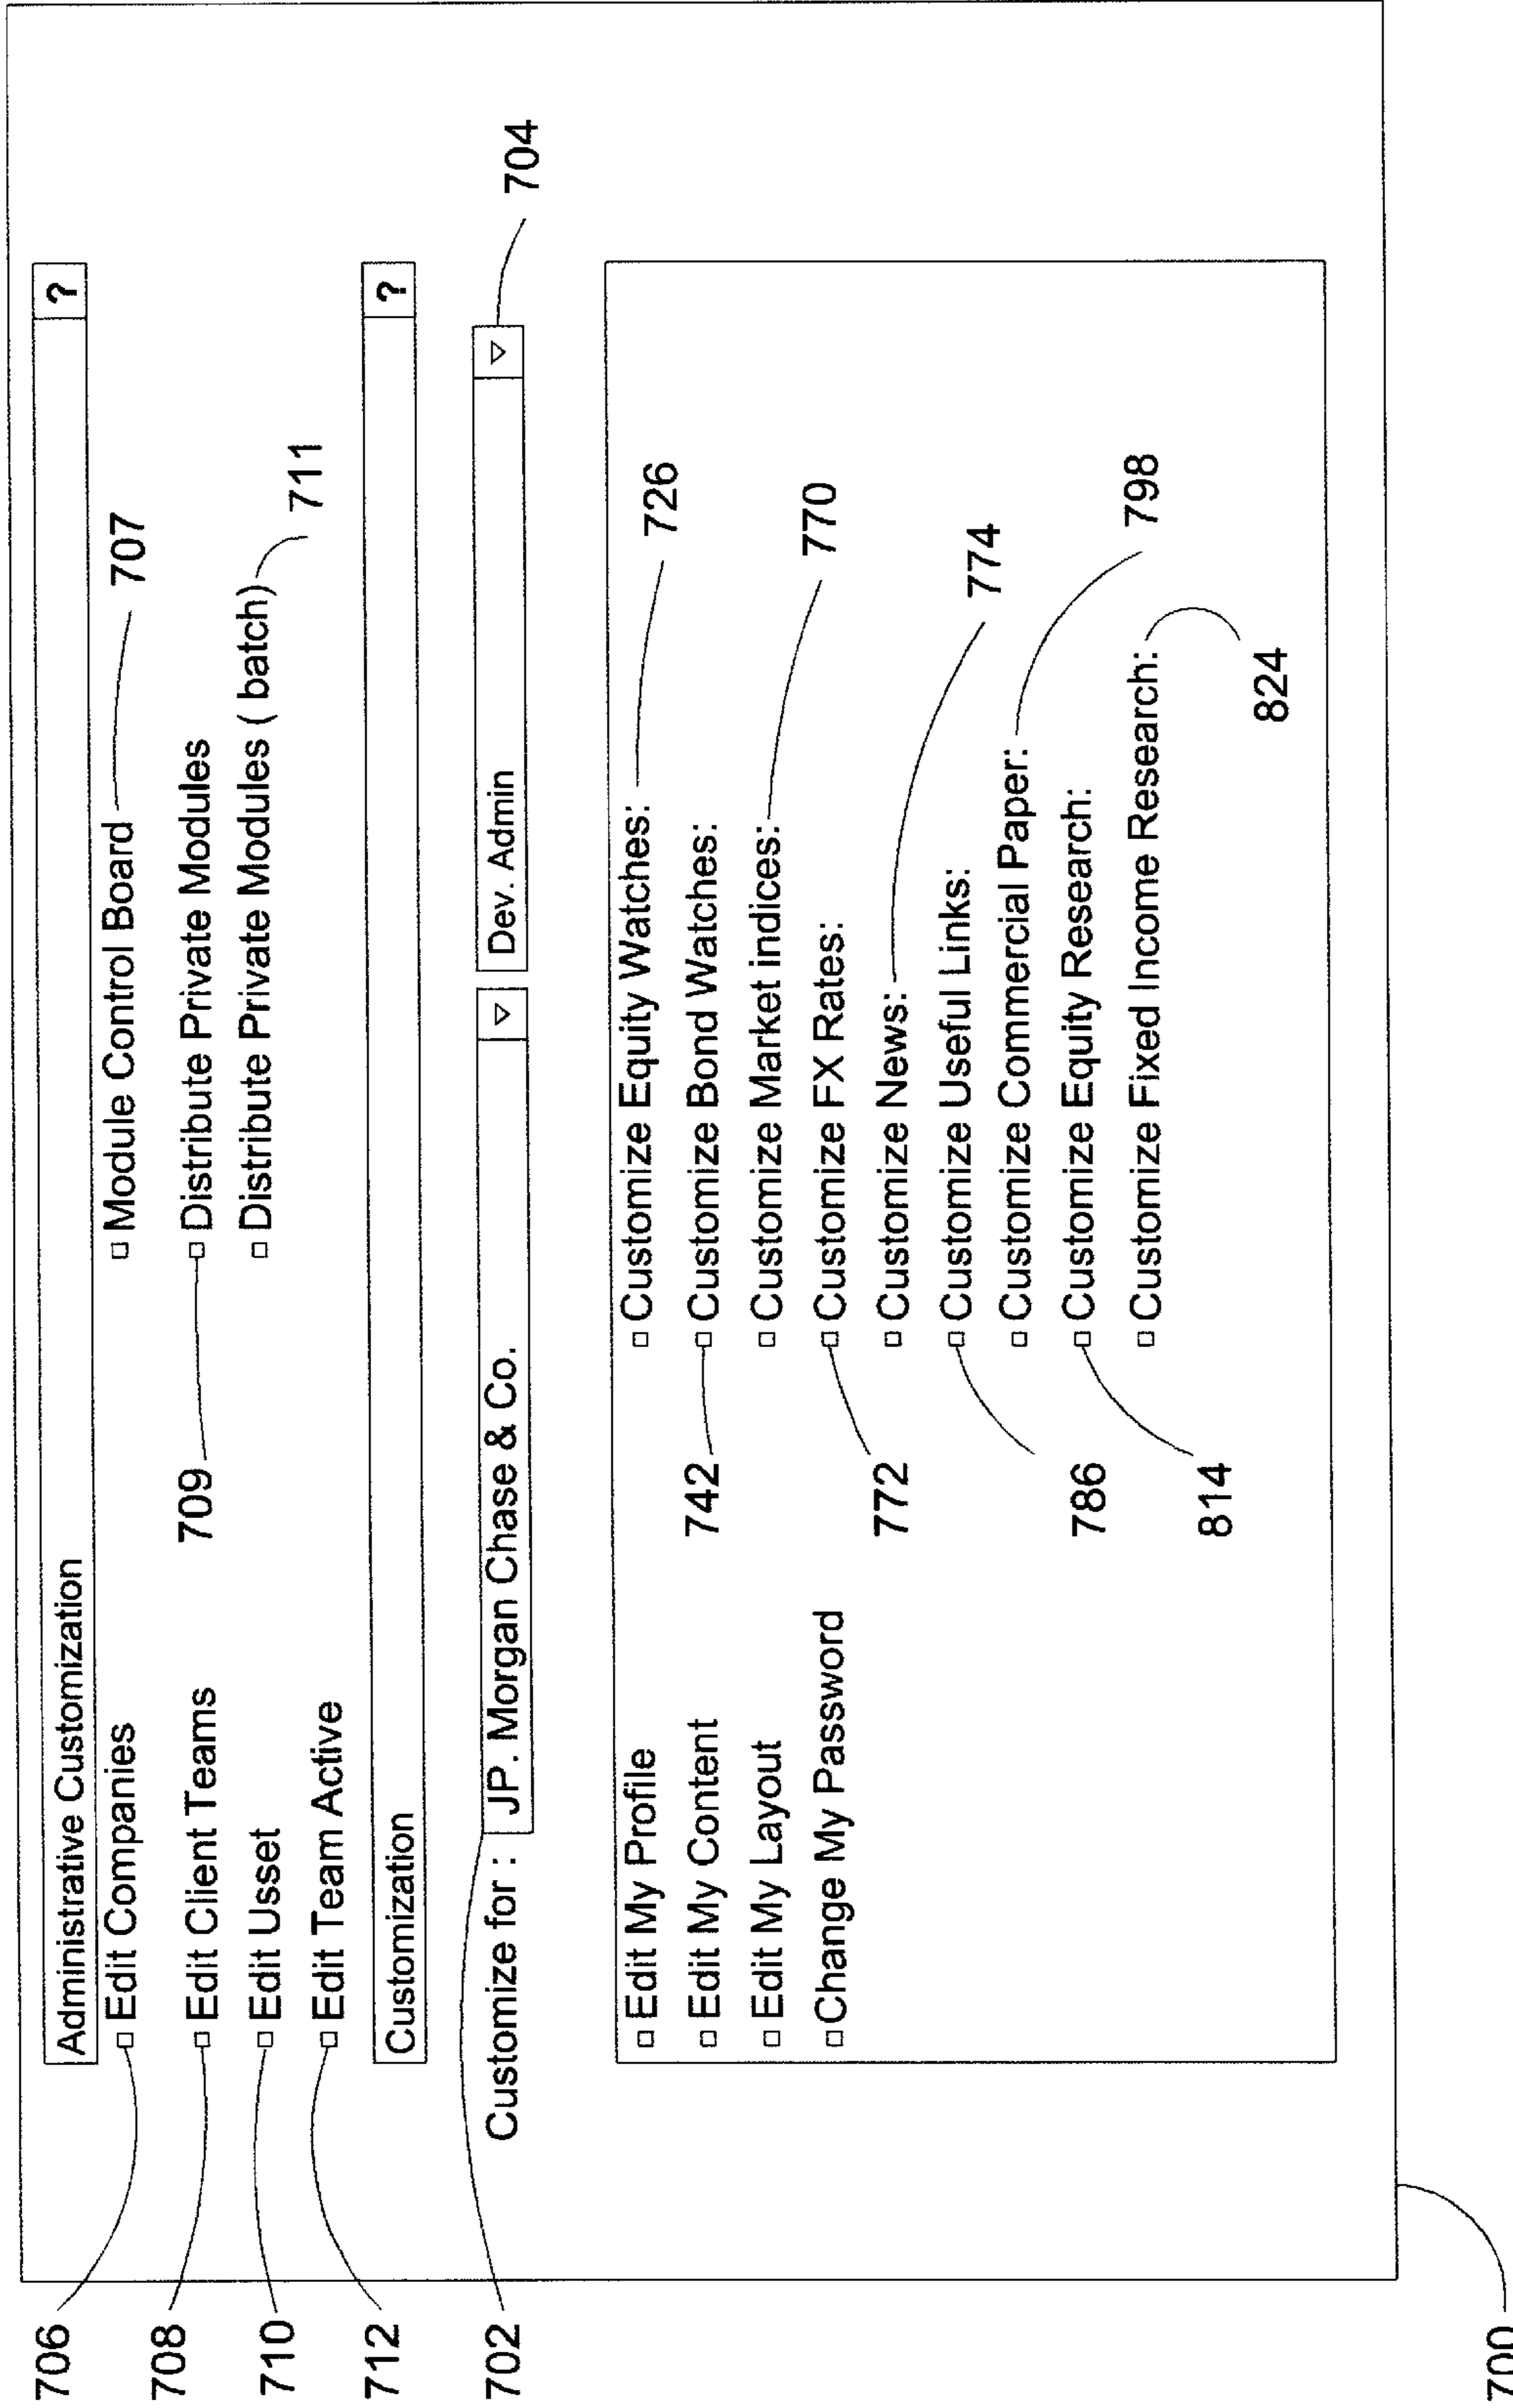 Administrative Customization ?
706 Edit Companies Module Control Board 707
708 Edit Client Teams 709 Distribute Private Modules
710 Edit Usset Distribute Private Modules ( batch) 711
712 Edit Team Active
Customization ?
702 Customize for : JP. Morgan Chase & Co. Dev. Admin 704
Edit My Profile Customize Equity Watches: 726
Edit My Content 742 Customize Bond Watches:
Edit My Layout Customize Market indices: 770
Change My Password 772 Customize FX Rates:
Customize News: 774
786 Customize Useful Links:
Customize Commercial Paper: 798
814 Customize Equity Research:
Customize Fixed Income Research: 824
700